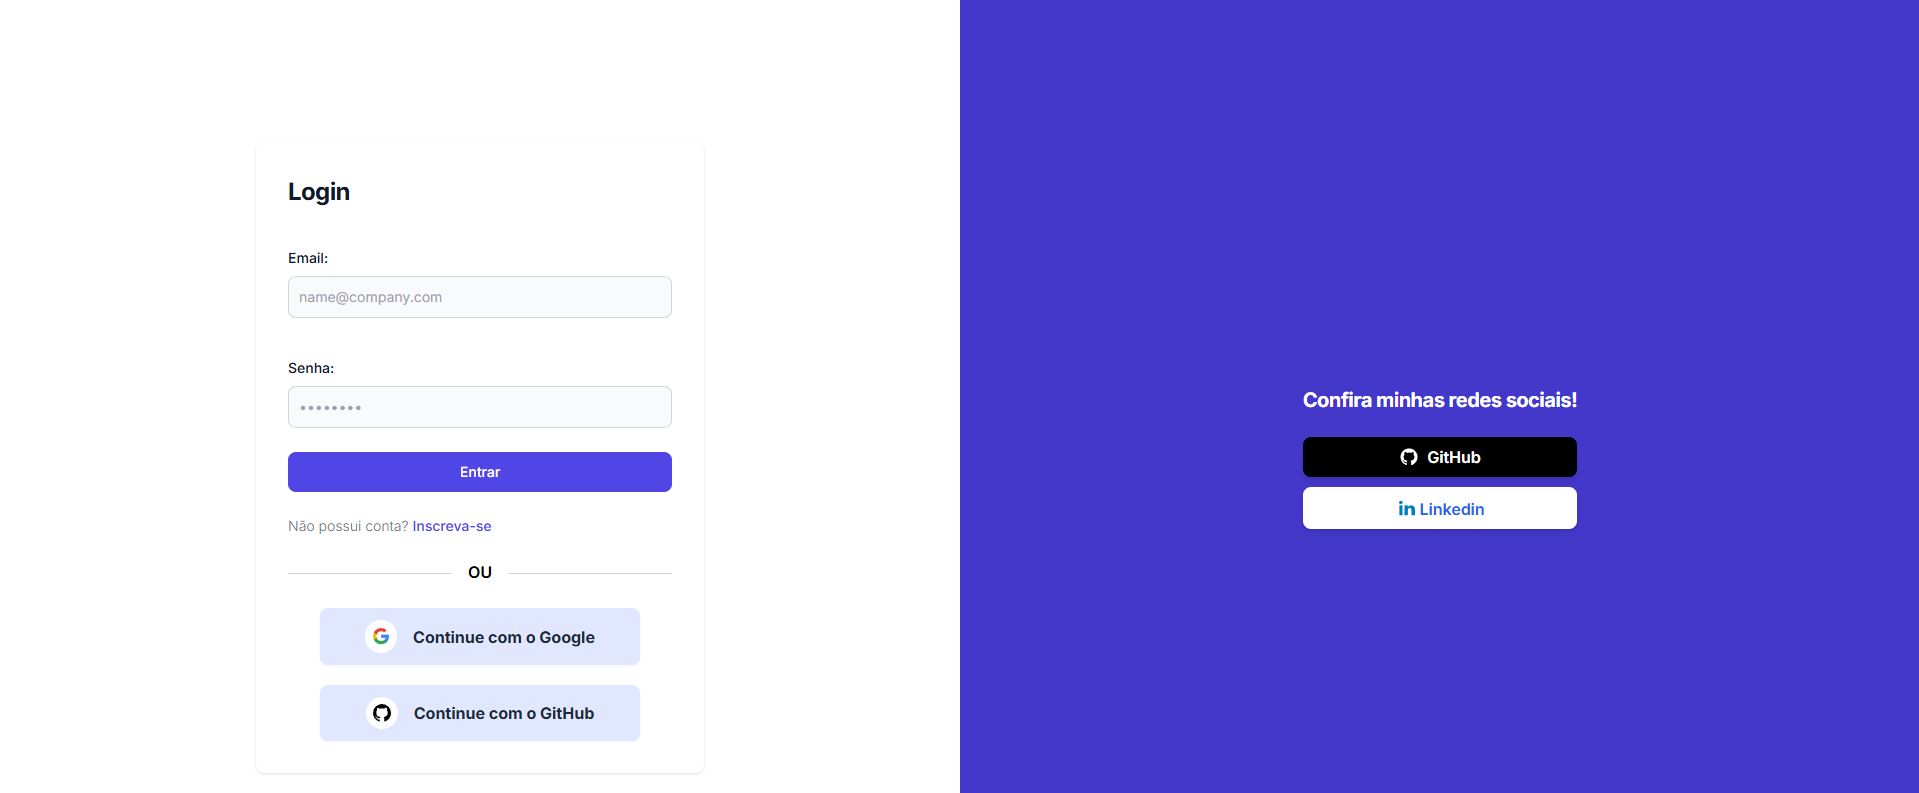 Login
Email:
name@company.com
Senha:
••••••••
Entrar
Não possui conta? Inscreva-se
OU
Continue com o Google
Continue com o GitHub
Confira minhas redes sociais!
GitHub
Linkedin